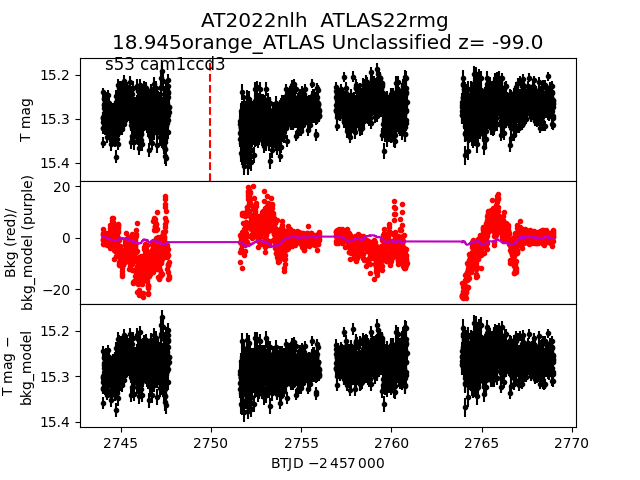 AT2022nlh  ATLAS22rmg
18.945orange_ATLAS Unclassified z= -99.0
s53 cam1ccd3
T mag
15.2
15.3
15.4
Bkg (red)/
bkg_model (purple)
20
0
−20
T mag −
bkg_model
15.2
15.3
15.4
2745 2750 2755 2760 2765 2770
BTJD −2 457 000